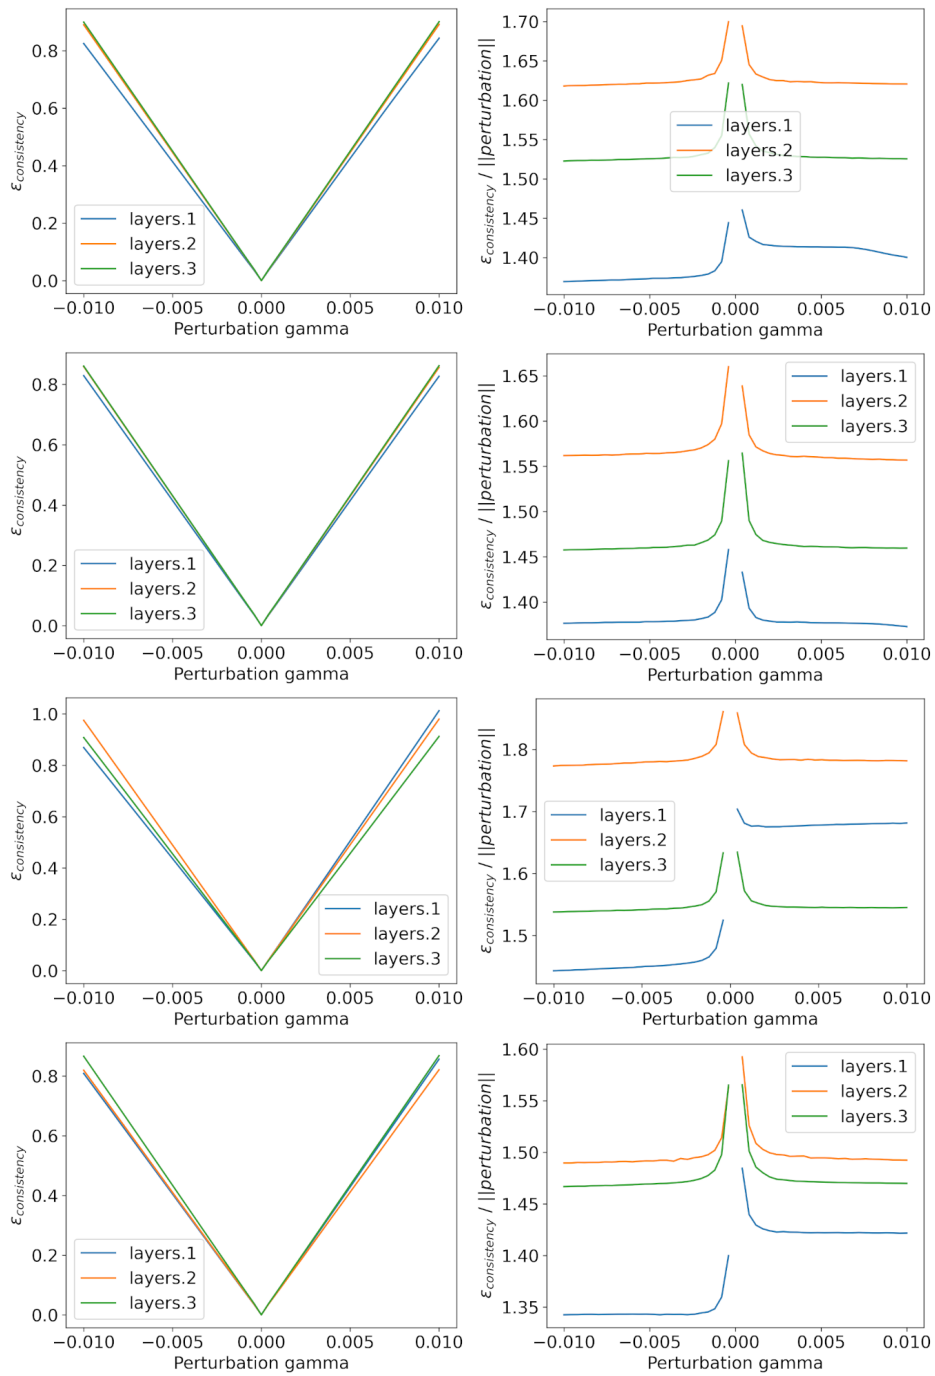 0.8
0.6
0.4
0.2
0.0
ε_consistency
layers.1
layers.2
layers.3
−0.010 −0.005 0.000 0.005 0.010
Perturbation gamma
1.70
1.65
1.60
1.55
1.50
1.45
1.40
ε_consistency / ||perturbation||
layers.1
layers.2
layers.3
−0.010 −0.005 0.000 0.005 0.010
Perturbation gamma
0.8
0.6
0.4
0.2
0.0
ε_consistency
layers.1
layers.2
layers.3
−0.010 −0.005 0.000 0.005 0.010
Perturbation gamma
1.65
1.60
1.55
1.50
1.45
1.40
ε_consistency / ||perturbation||
layers.1
layers.2
layers.3
−0.010 −0.005 0.000 0.005 0.010
Perturbation gamma
1.0
0.8
0.6
0.4
0.2
0.0
ε_consistency
layers.1
layers.2
layers.3
−0.010 −0.005 0.000 0.005 0.010
Perturbation gamma
1.8
1.7
1.6
1.5
ε_consistency / ||perturbation||
layers.1
layers.2
layers.3
−0.010 −0.005 0.000 0.005 0.010
Perturbation gamma
0.8
0.6
0.4
0.2
0.0
ε_consistency
layers.1
layers.2
layers.3
−0.010 −0.005 0.000 0.005 0.010
Perturbation gamma
1.60
1.55
1.50
1.45
1.40
1.35
ε_consistency / ||perturbation||
layers.1
layers.2
layers.3
−0.010 −0.005 0.000 0.005 0.010
Perturbation gamma